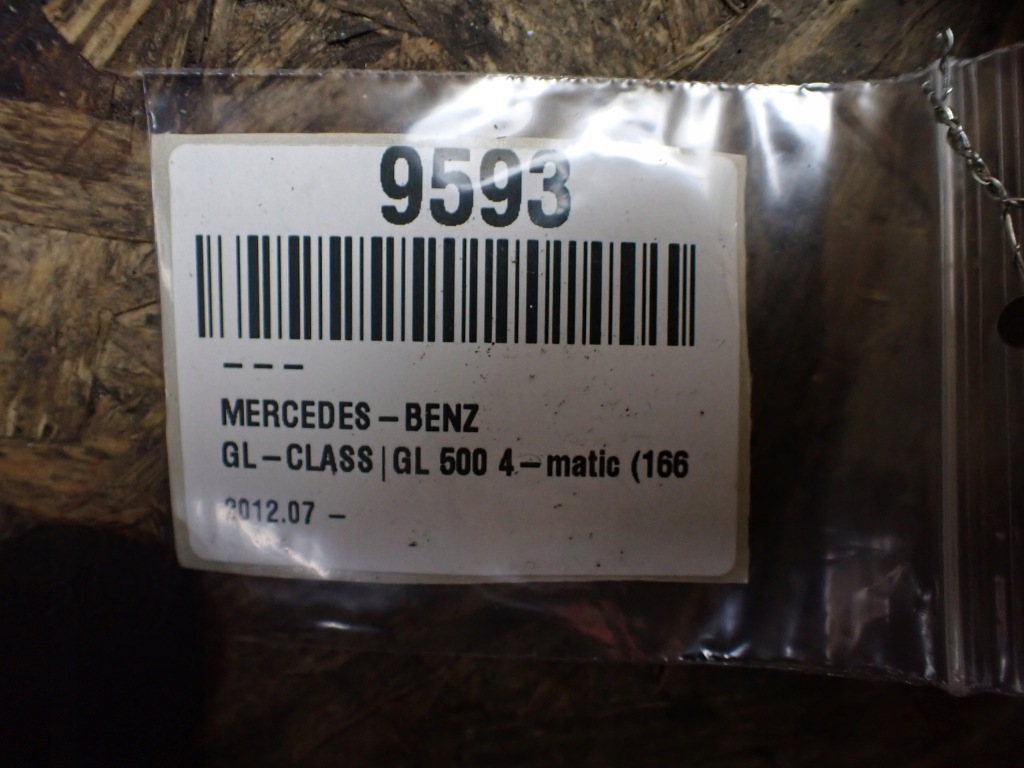 9593
– – –
MERCEDES – BENZ
GL – CLASS | GL 500 4 – matic (166
2012.07 –